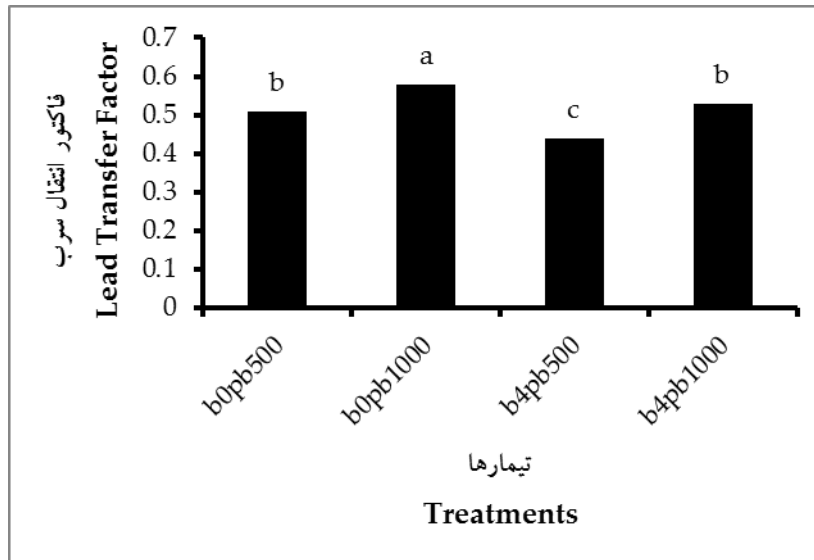 فاکتور انتقال سرب
Lead Transfer Factor
0.7
0.6
0.5
0.4
0.3
0.2
0.1
0
b
a
c
b
b0pb500
b0pb1000
b4pb500
b4pb1000
تیمارها
Treatments